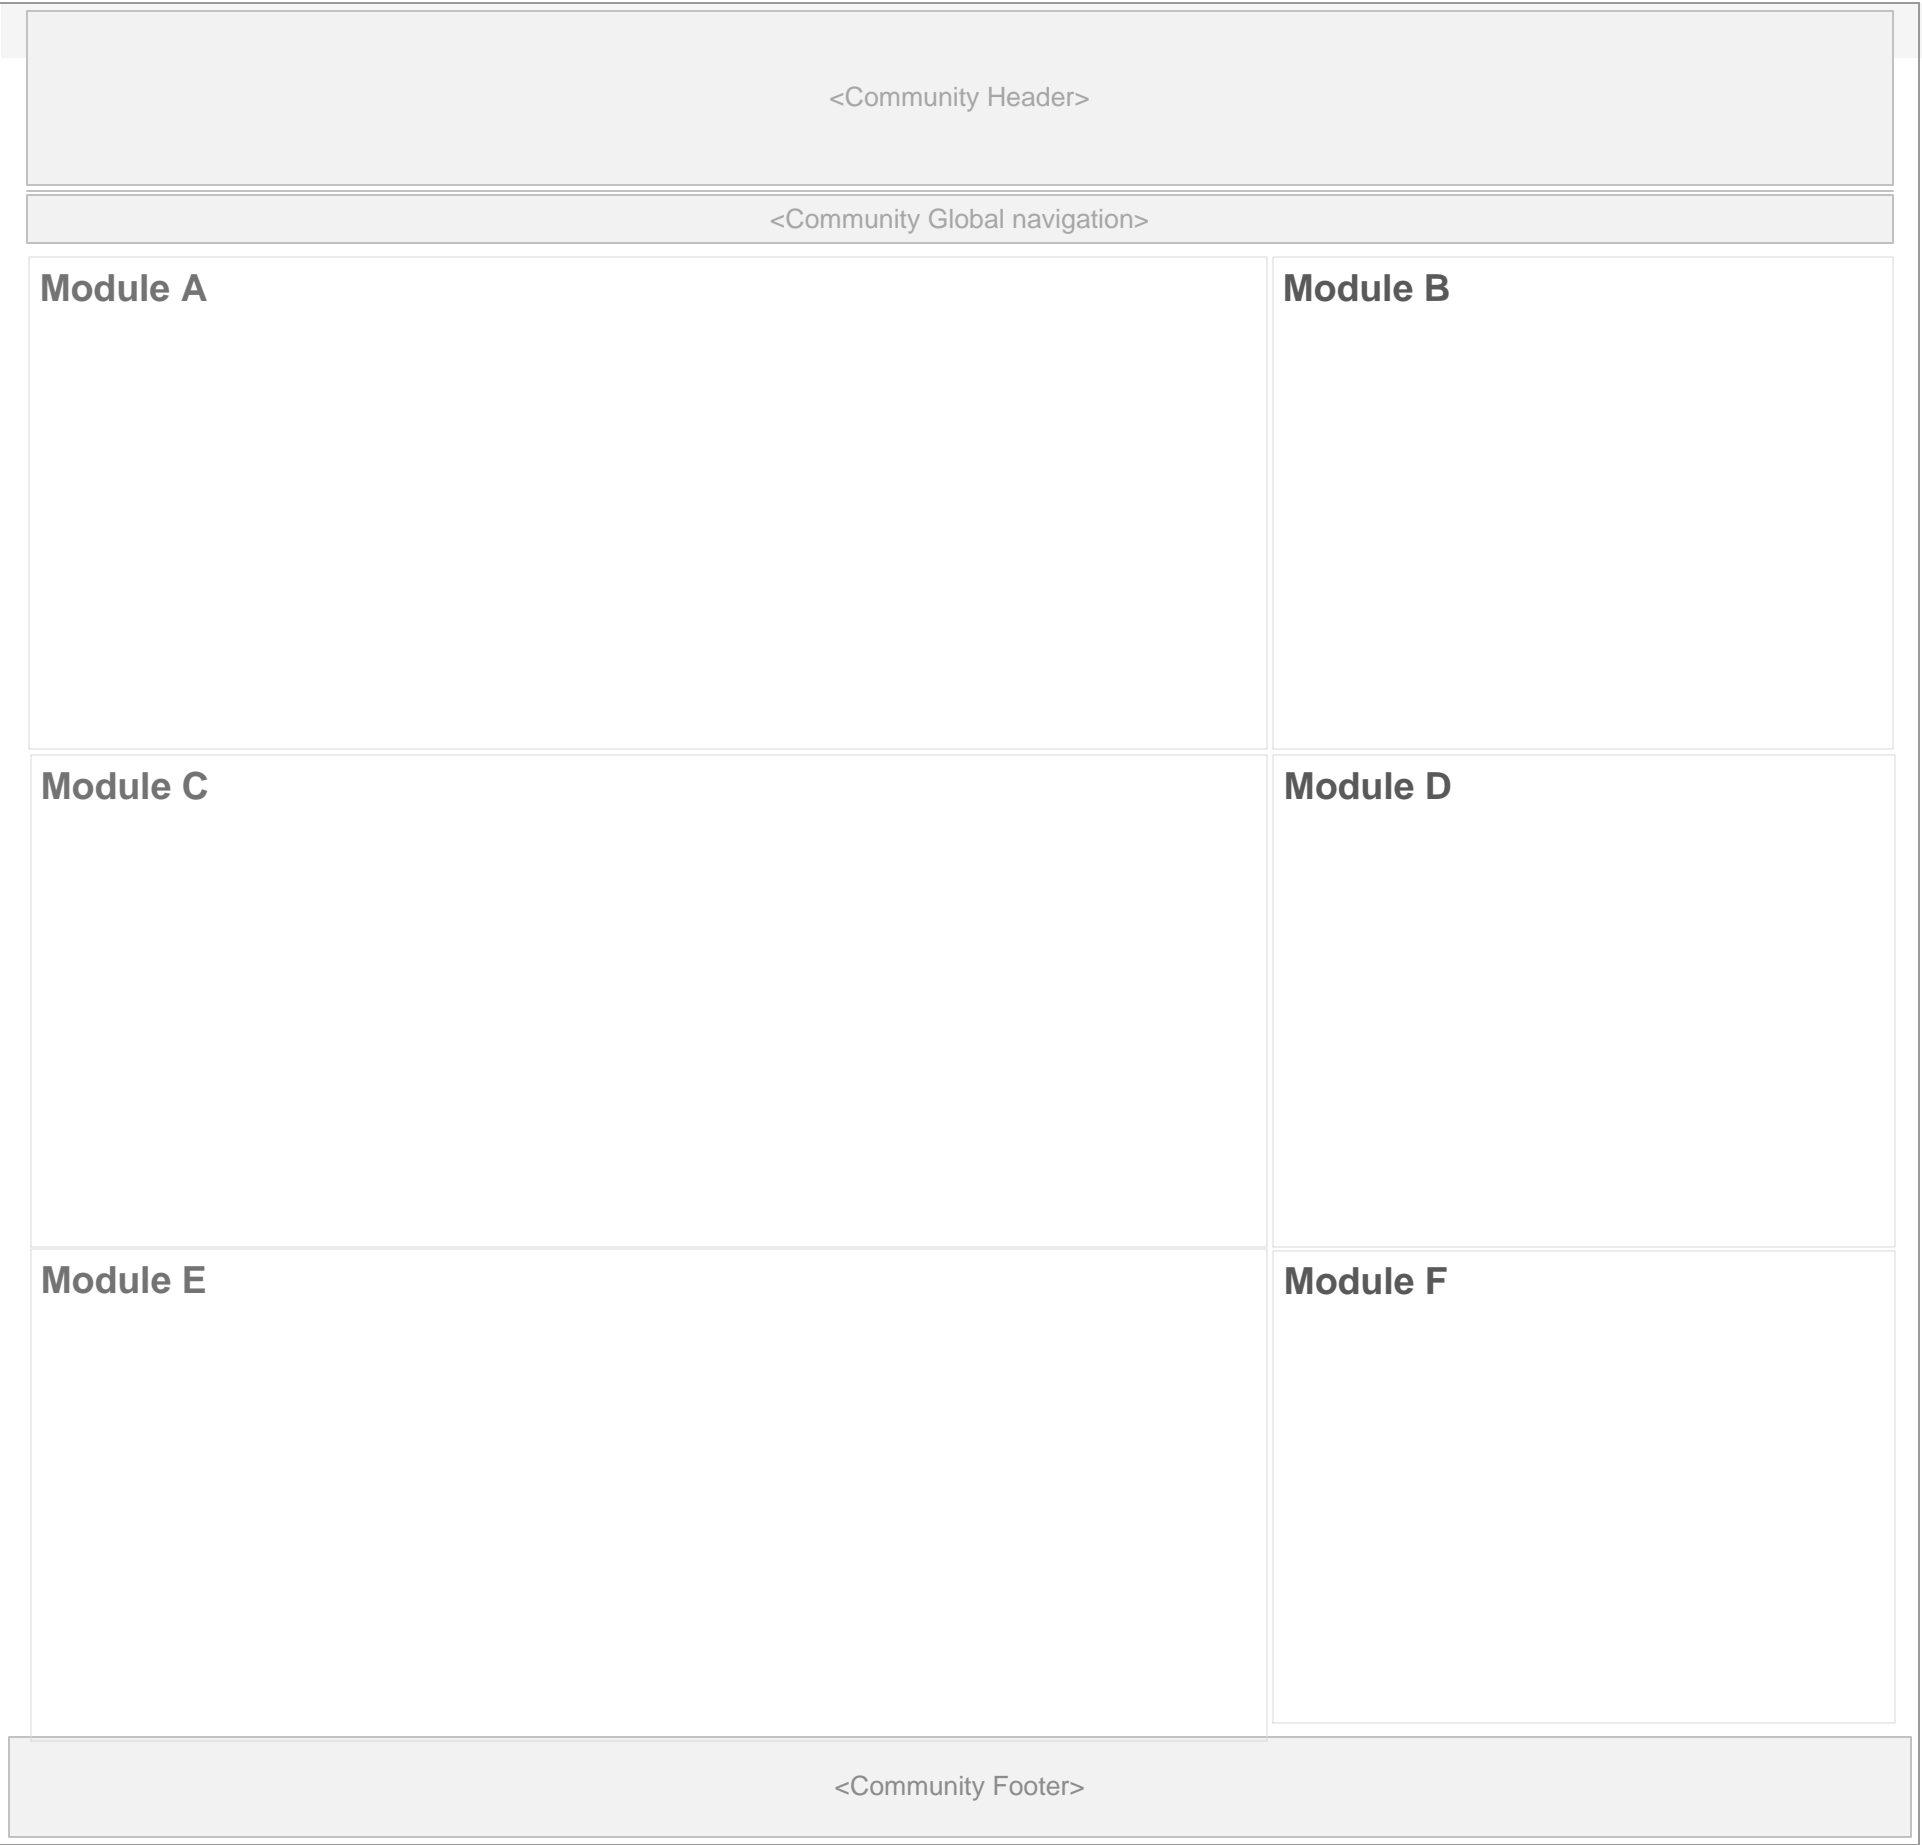 <Community Header>
<Community Global navigation>
Module A
Module B
Module C
Module D
Module E
Module F
<Community Footer>